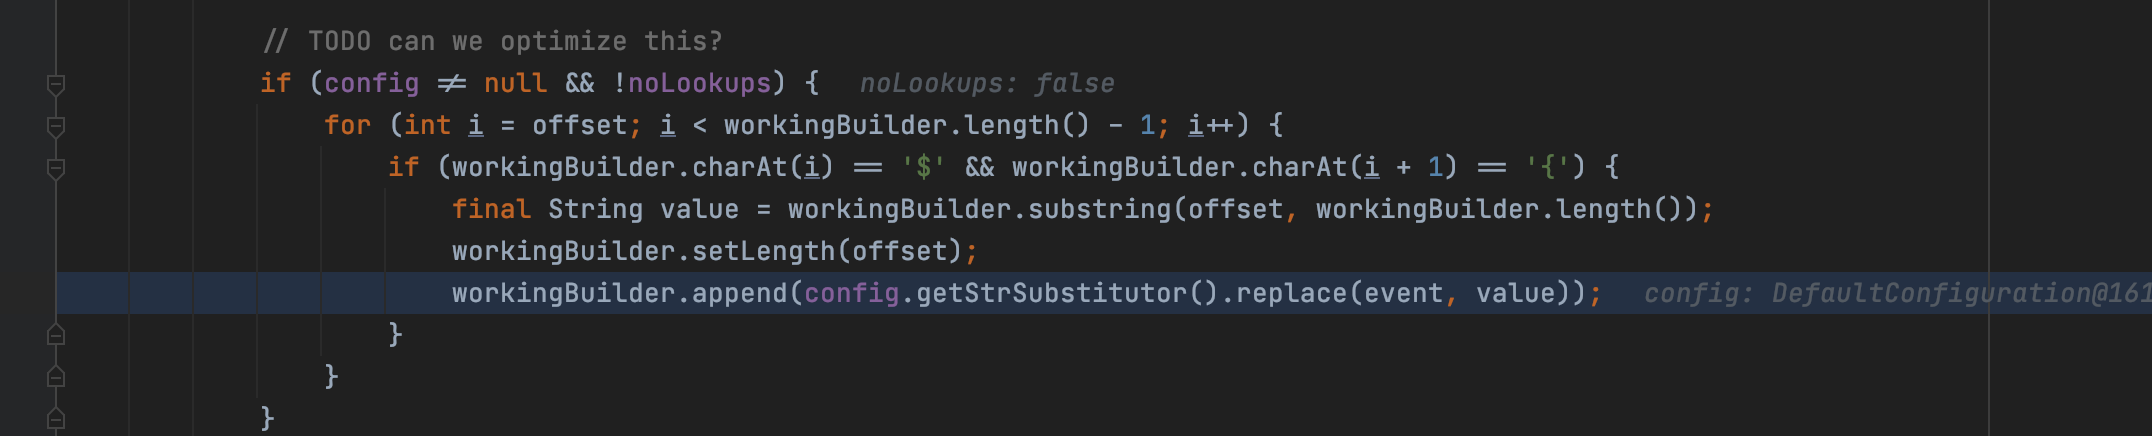 // TODO can we optimize this?
if (config != null && !noLookups) {   noLookups: false
for (int i = offset; i < workingBuilder.length() - 1; i++) {
if (workingBuilder.charAt(i) == '$' && workingBuilder.charAt(i + 1) == '{') {
final String value = workingBuilder.substring(offset, workingBuilder.length());
workingBuilder.setLength(offset);
workingBuilder.append(config.getStrSubstitutor().replace(event, value));   config: DefaultConfiguration@161
}
}
}